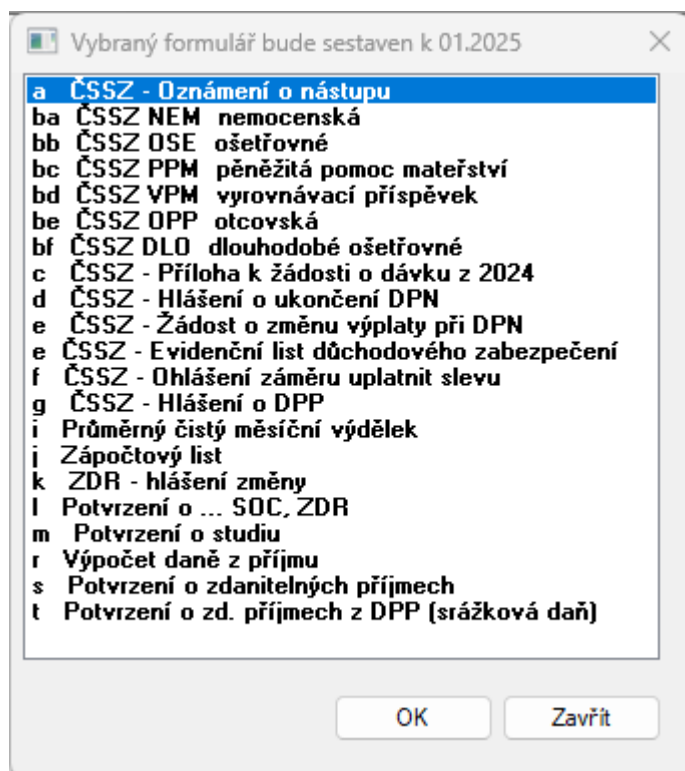 Vybraný formulář bude sestaven k 01.2025
a ČSSZ - Oznámení o nástupu
ba ČSSZ NEM nemocenská
bb ČSSZ OSE ošetřovné
bc ČSSZ PPM pěněžitá pomoc mateřství
bd ČSSZ VPM vyrovnávací příspěvek
be ČSSZ OPP otcovská
bf ČSSZ DLO dlouhodobé ošetřovné
c ČSSZ - Příloha k žádosti o dávku z 2024
d ČSSZ - Hlášení o ukončení DPN
e ČSSZ - Žádost o změnu výplaty při DPN
e ČSSZ - Evidenční list důchodového zabezpečení
f ČSSZ - Ohlášení záměru uplatnit slevu
g ČSSZ - Hlášení o DPP
i Průměrný čistý měsíční výdělek
j Zápočtový list
k ZDR - hlášení změny
l Potvrzení o ... SOC, ZDR
m Potvrzení o studiu
r Výpočet daně z příjmu
s Potvrzení o zdanitelných příjmech
t Potvrzení o zd. příjmech z DPP (srážková daň)
OK Zavřít